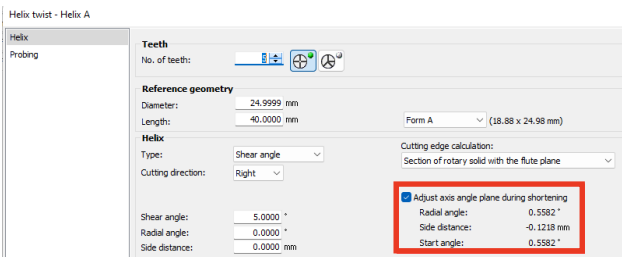 Helix twist - Helix A
Helix
Probing
Teeth
No. of teeth: 5
Reference geometry
Diameter: 24.9999 mm
Length: 40.0000 mm Form A (18.88 x 24.98 mm)
Helix
Cutting edge calculation:
Type: Shear angle Section of rotary solid with the flute plane
Cutting direction: Right
Adjust axis angle plane during shortening
Radial angle: 0.5582 °
Shear angle: 5.0000 ° Side distance: -0.1218 mm
Radial angle: 0.0000 ° Start angle: 0.5582 °
Side distance: 0.0000 mm